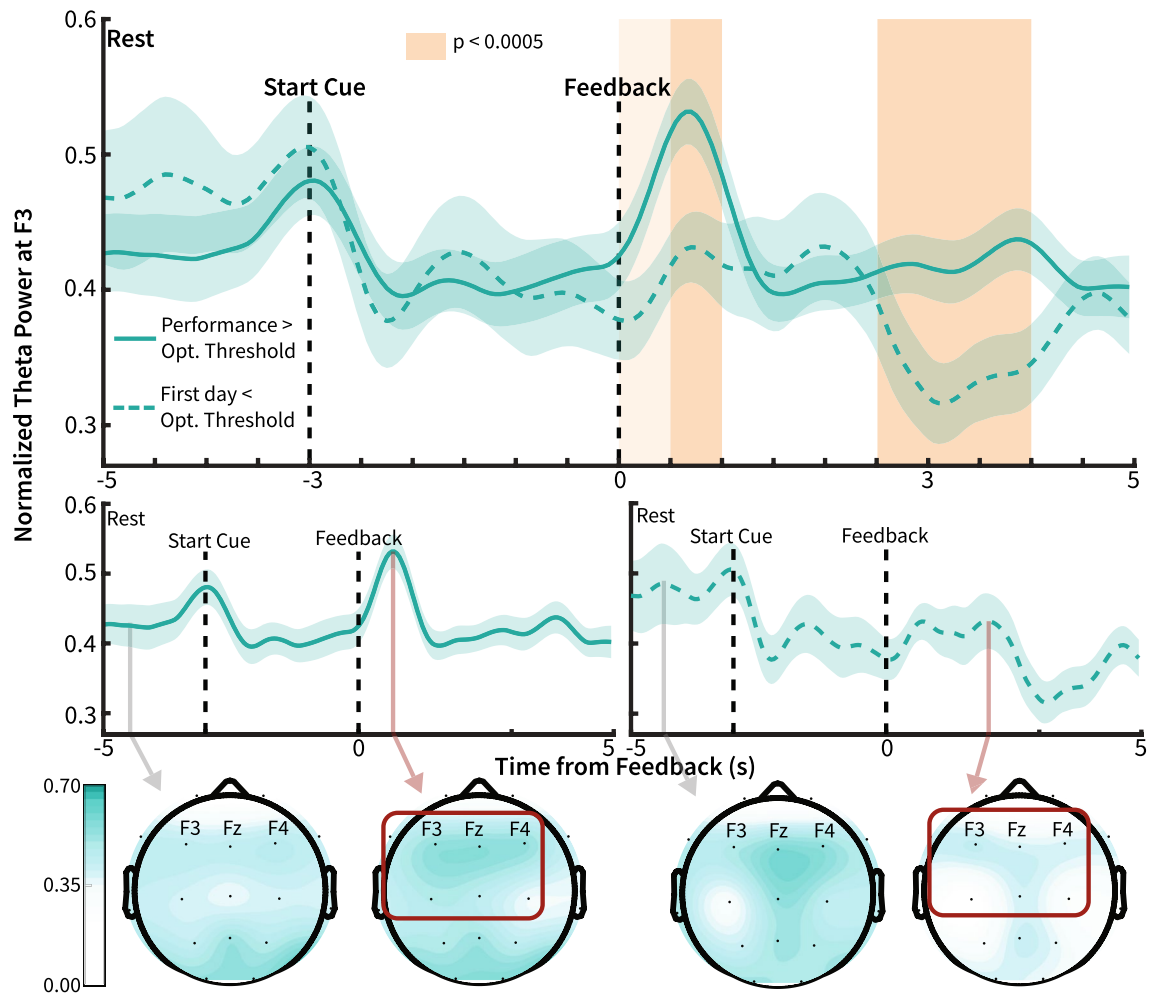 0.6
Rest
p < 0.0005
Start Cue
Feedback
0.5
0.4
Performance >
Opt. Threshold
First day <
Opt. Threshold
0.3
Normalized Theta Power at F3
-5
-3
0
3
5
0.6
Rest
Start Cue
Feedback
0.5
0.4
0.3
-5
0
5
Rest
Start Cue
Feedback
-5
0
5
Time from Feedback (s)
0.70
0.35
0.00
F3 Fz F4
F3 Fz F4
F3 Fz F4
F3 Fz F4